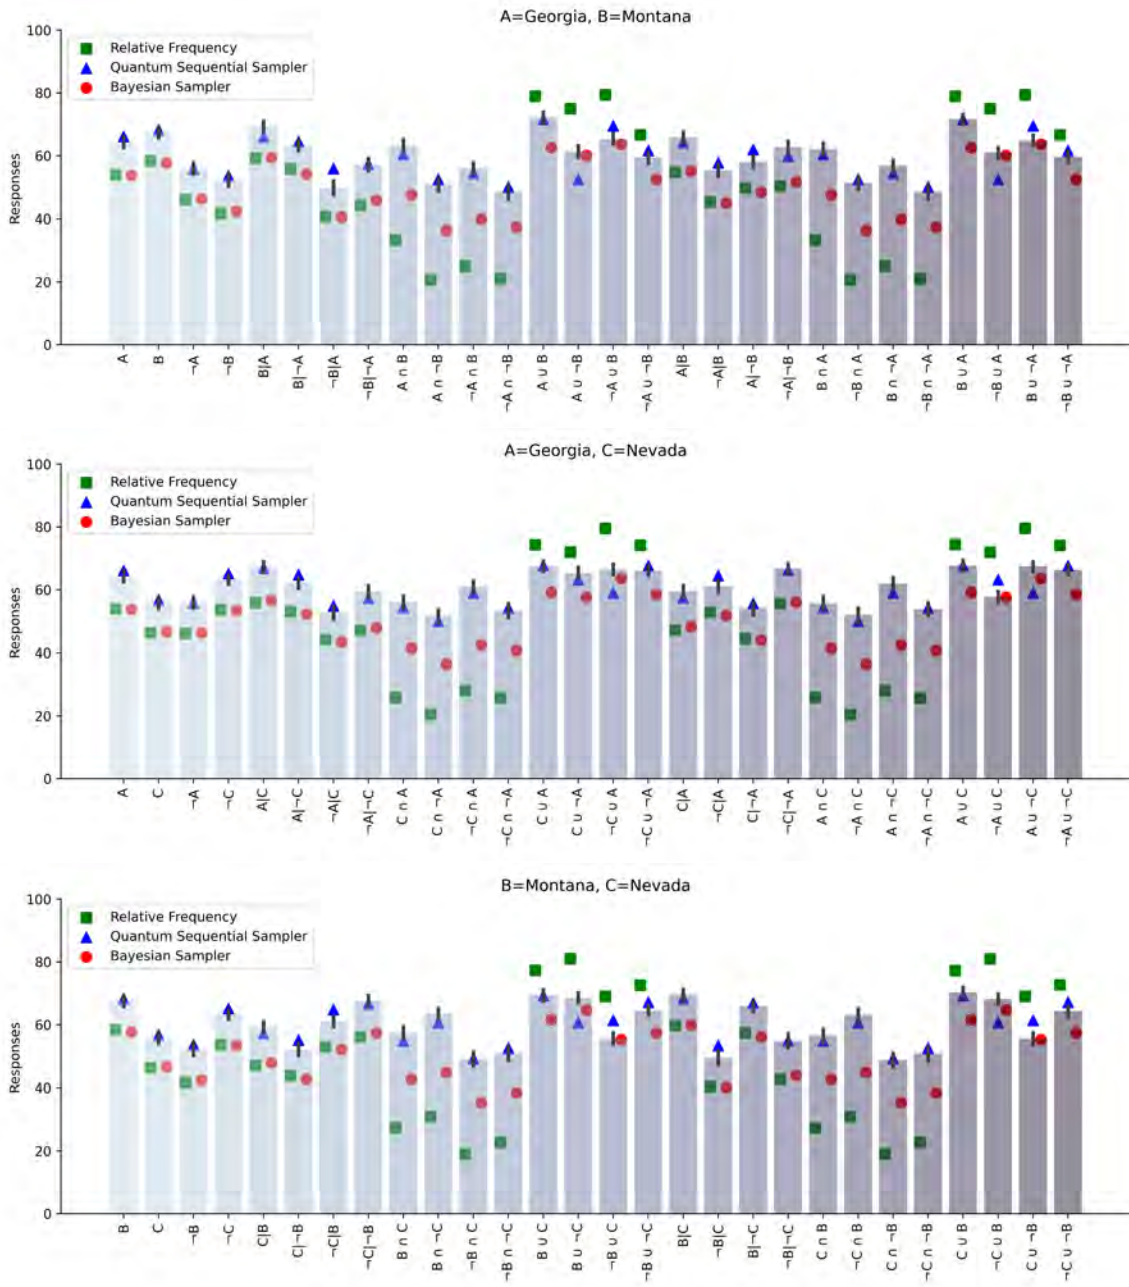 A=Georgia, B=Montana
Relative Frequency
Quantum Sequential Sampler
Bayesian Sampler
Responses
100
80
60
40
20
0
A B ¬A ¬B B|A B|¬A ¬B|A ¬B|¬A A ∩ B A ∩ ¬B ¬A ∩ B ¬A ∩ ¬B A ∪ B A ∪ ¬B ¬A ∪ B ¬A ∪ ¬B A|B ¬A|B A|¬B ¬A|¬B B ∩ A ¬B ∩ A B ∩ ¬A ¬B ∩ ¬A B ∪ A ¬B ∪ A B ∪ ¬A ¬B ∪ ¬A
A=Georgia, C=Nevada
Relative Frequency
Quantum Sequential Sampler
Bayesian Sampler
Responses
100
80
60
40
20
0
A C ¬A ¬C A|C A|¬C ¬A|C ¬A|¬C C ∩ A C ∩ ¬A ¬C ∩ A ¬C ∩ ¬A C ∪ A C ∪ ¬A ¬C ∪ A ¬C ∪ ¬A C|A ¬C|A C|¬A ¬C|¬A A ∩ C ¬A ∩ C A ∩ ¬C ¬A ∩ ¬C A ∪ C ¬A ∪ C A ∪ ¬C ¬A ∪ ¬C
B=Montana, C=Nevada
Relative Frequency
Quantum Sequential Sampler
Bayesian Sampler
Responses
100
80
60
40
20
0
B C ¬B ¬C C|B C|¬B ¬C|B ¬C|¬B B ∩ C B ∩ ¬C ¬B ∩ C ¬B ∩ ¬C B ∪ C B ∪ ¬C ¬B ∪ C ¬B ∪ ¬C B|C ¬B|C B|¬C ¬B|¬C C ∩ B ¬C ∩ B C ∩ ¬B ¬C ∩ ¬B C ∪ B ¬C ∪ B C ∪ ¬B ¬C ∪ ¬B